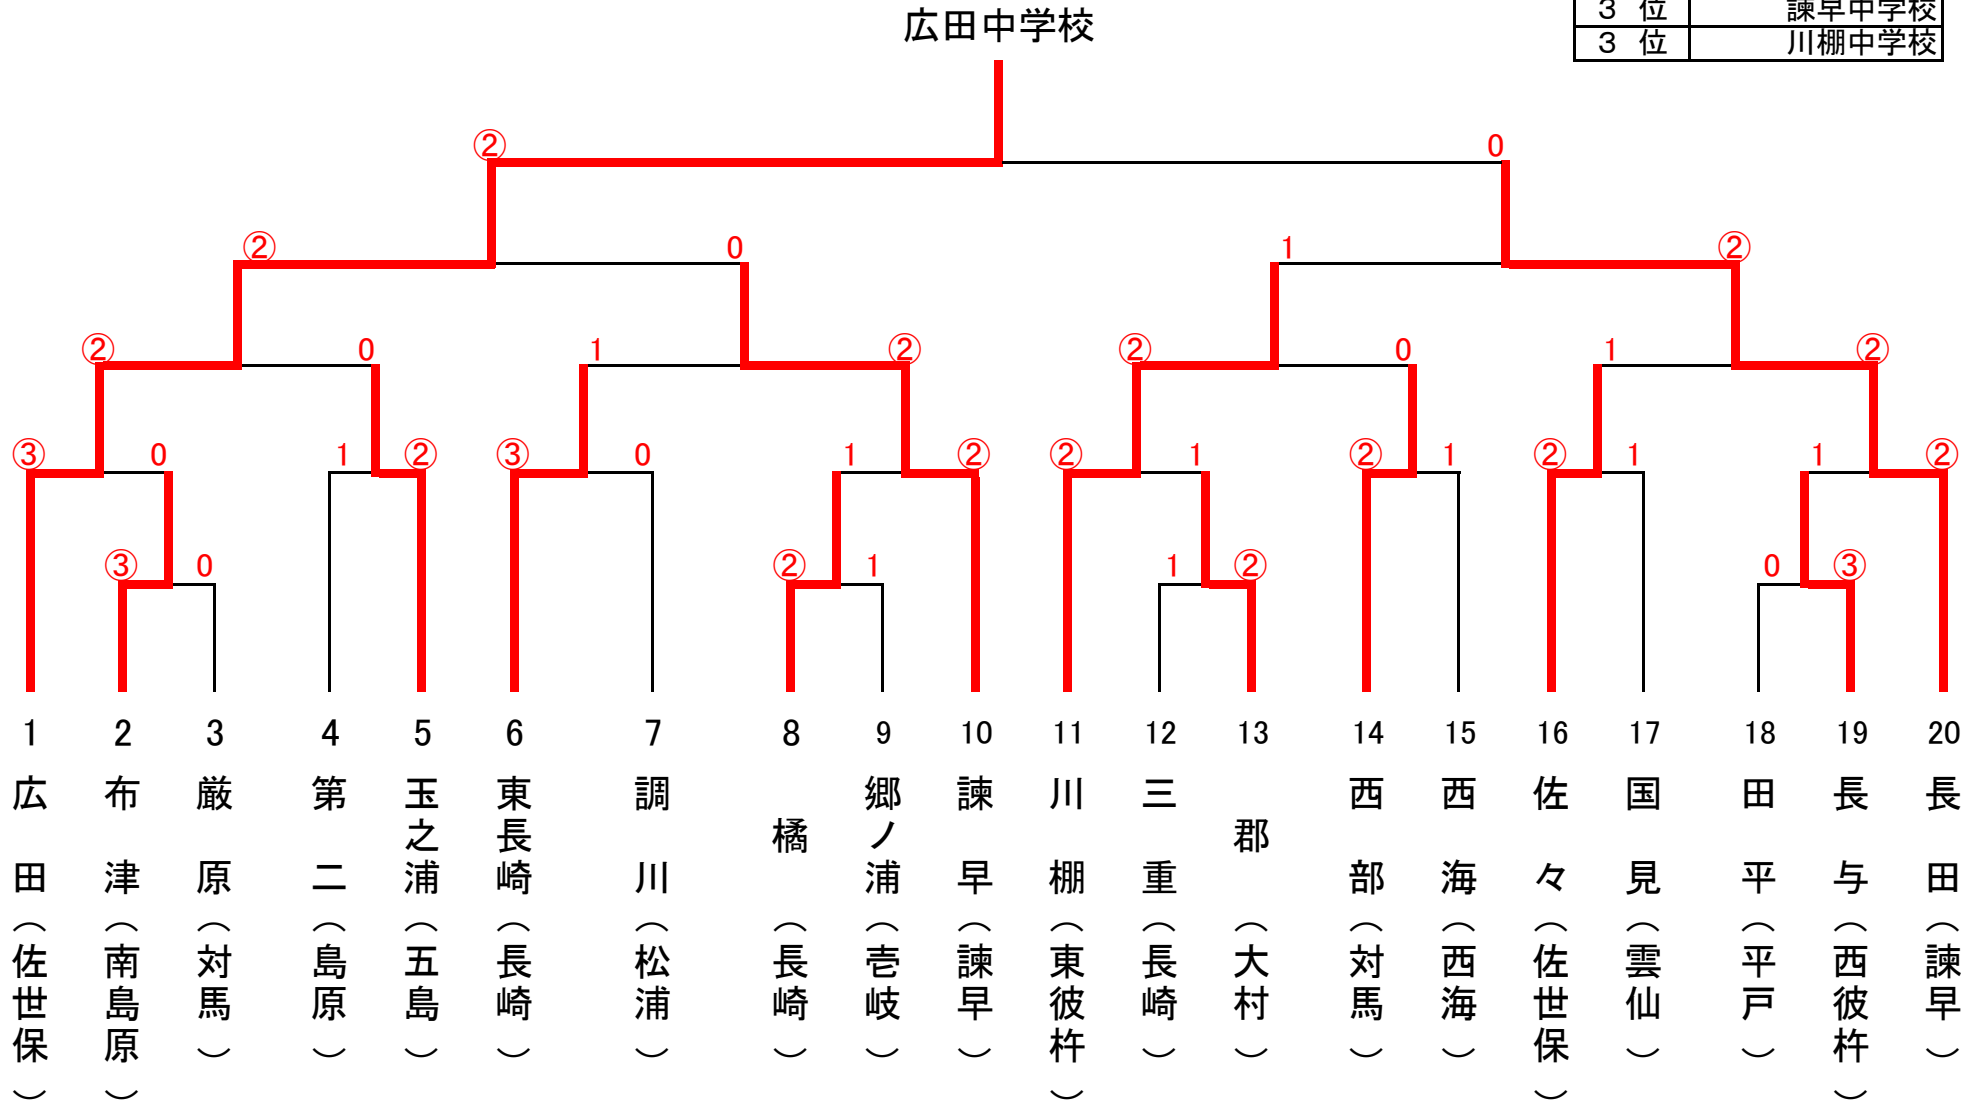 広田中学校
3 位 諫早中学校
3 位 川棚中学校
② 0
② 0 1 ②
② 0 1 ② ② 0 1 ②
③ 0 1 ② ③ 0 1 ② ② 1 ② 1 ② 1 1 ②
③ 0 ② 1 1 ② 0 ③
1 2 3 4 5 6 7 8 9 10 11 12 13 14 15 16 17 18 19 20
広田（佐世保）
布津（南島原）
厳原（対馬）
第二（島原）
玉之浦（五島）
東長崎（長崎）
調川（松浦）
橘（長崎）
郷ノ浦（壱岐）
諫早（諫早）
川棚（東彼杵）
三重（長崎）
郡（大村）
西部（対馬）
西海（西海）
佐々（佐世保）
国見（雲仙）
田平（平戸）
長与（西彼杵）
長田（諫早）